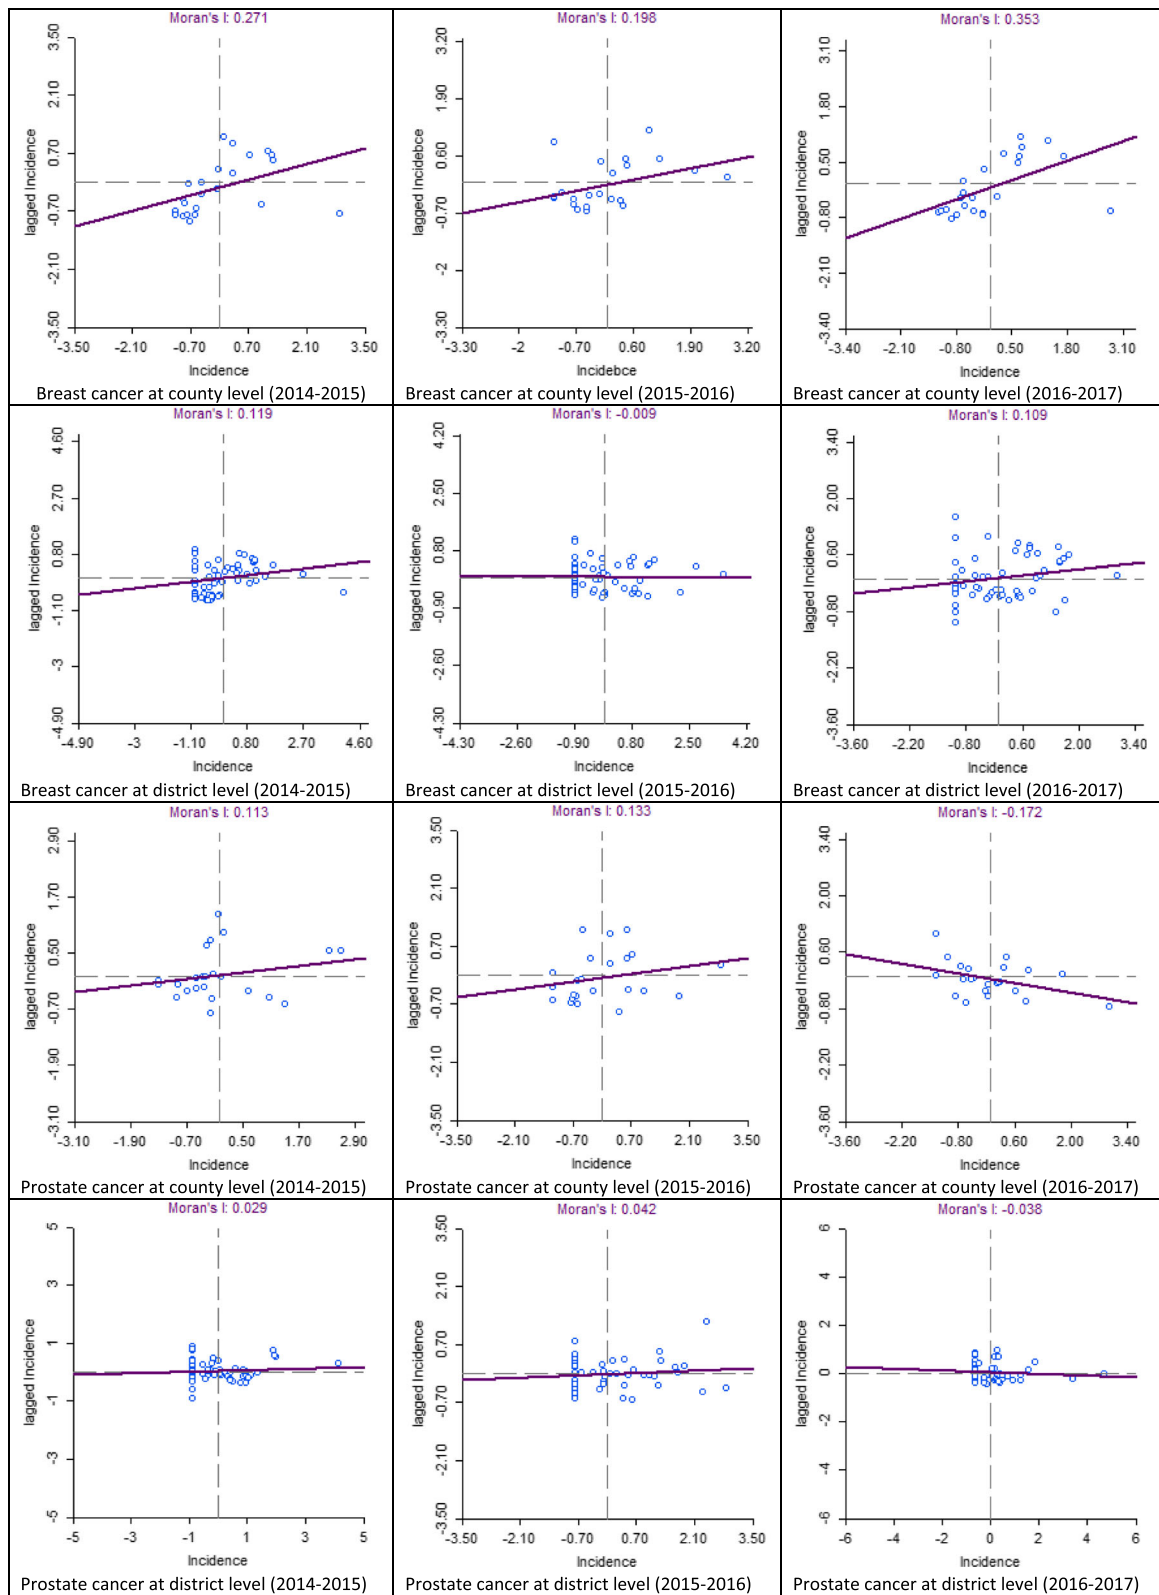 Moran's I: 0.271
3.50
2.10
0.70
-0.70
-2.10
-3.50
lagged Incidence
-3.50 -2.10 -0.70 0.70 2.10 3.50
Incidence
Breast cancer at county level (2014-2015)
Moran's I: 0.198
3.20
1.90
0.60
-0.70
-2
-3.30
lagged Incidebce
-3.30 -2 -0.70 0.60 1.90 3.20
Incidebce
Breast cancer at county level (2015-2016)
Moran's I: 0.353
3.10
1.80
0.50
-0.80
-2.10
-3.40
lagged Incidence
-3.40 -2.10 -0.80 0.50 1.80 3.10
Incidence
Breast cancer at county level (2016-2017)
Moran's I: 0.119
4.60
2.70
0.80
-1.10
-3
-4.90
lagged Incidence
-4.90 -3 -1.10 0.80 2.70 4.60
Incidence
Breast cancer at district level (2014-2015)
Moran's I: -0.009
4.20
2.50
0.80
-0.90
-2.60
-4.30
lagged Incidence
-4.30 -2.60 -0.90 0.80 2.50 4.20
Incidence
Breast cancer at district level (2015-2016)
Moran's I: 0.109
3.40
2.00
0.60
-0.80
-2.20
-3.60
lagged Incidence
-3.60 -2.20 -0.80 0.60 2.00 3.40
Incidence
Breast cancer at district level (2016-2017)
Moran's I: 0.113
2.90
1.70
0.50
-0.70
-1.90
-3.10
lagged Incidence
-3.10 -1.90 -0.70 0.50 1.70 2.90
Incidence
Prostate cancer at county level (2014-2015)
Moran's I: 0.133
3.50
2.10
0.70
-0.70
-2.10
-3.50
lagged Incidence
-3.50 -2.10 -0.70 0.70 2.10 3.50
Incidence
Prostate cancer at county level (2015-2016)
Moran's I: -0.172
3.40
2.00
0.60
-0.80
-2.20
-3.60
lagged Incidence
-3.60 -2.20 -0.80 0.60 2.00 3.40
Incidence
Prostate cancer at county level (2016-2017)
Moran's I: 0.029
5
3
1
-1
-3
-5
lagged Incidence
-5 -3 -1 1 3 5
Incidence
Prostate cancer at district level (2014-2015)
Moran's I: 0.042
3.50
2.10
0.70
-0.70
-2.10
-3.50
lagged Incidence
-3.50 -2.10 -0.70 0.70 2.10 3.50
Incidence
Prostate cancer at district level (2015-2016)
Moran's I: -0.038
6
4
2
0
-2
-4
-6
lagged Incidence
-6 -4 -2 0 2 4 6
Incidence
Prostate cancer at district level (2016-2017)